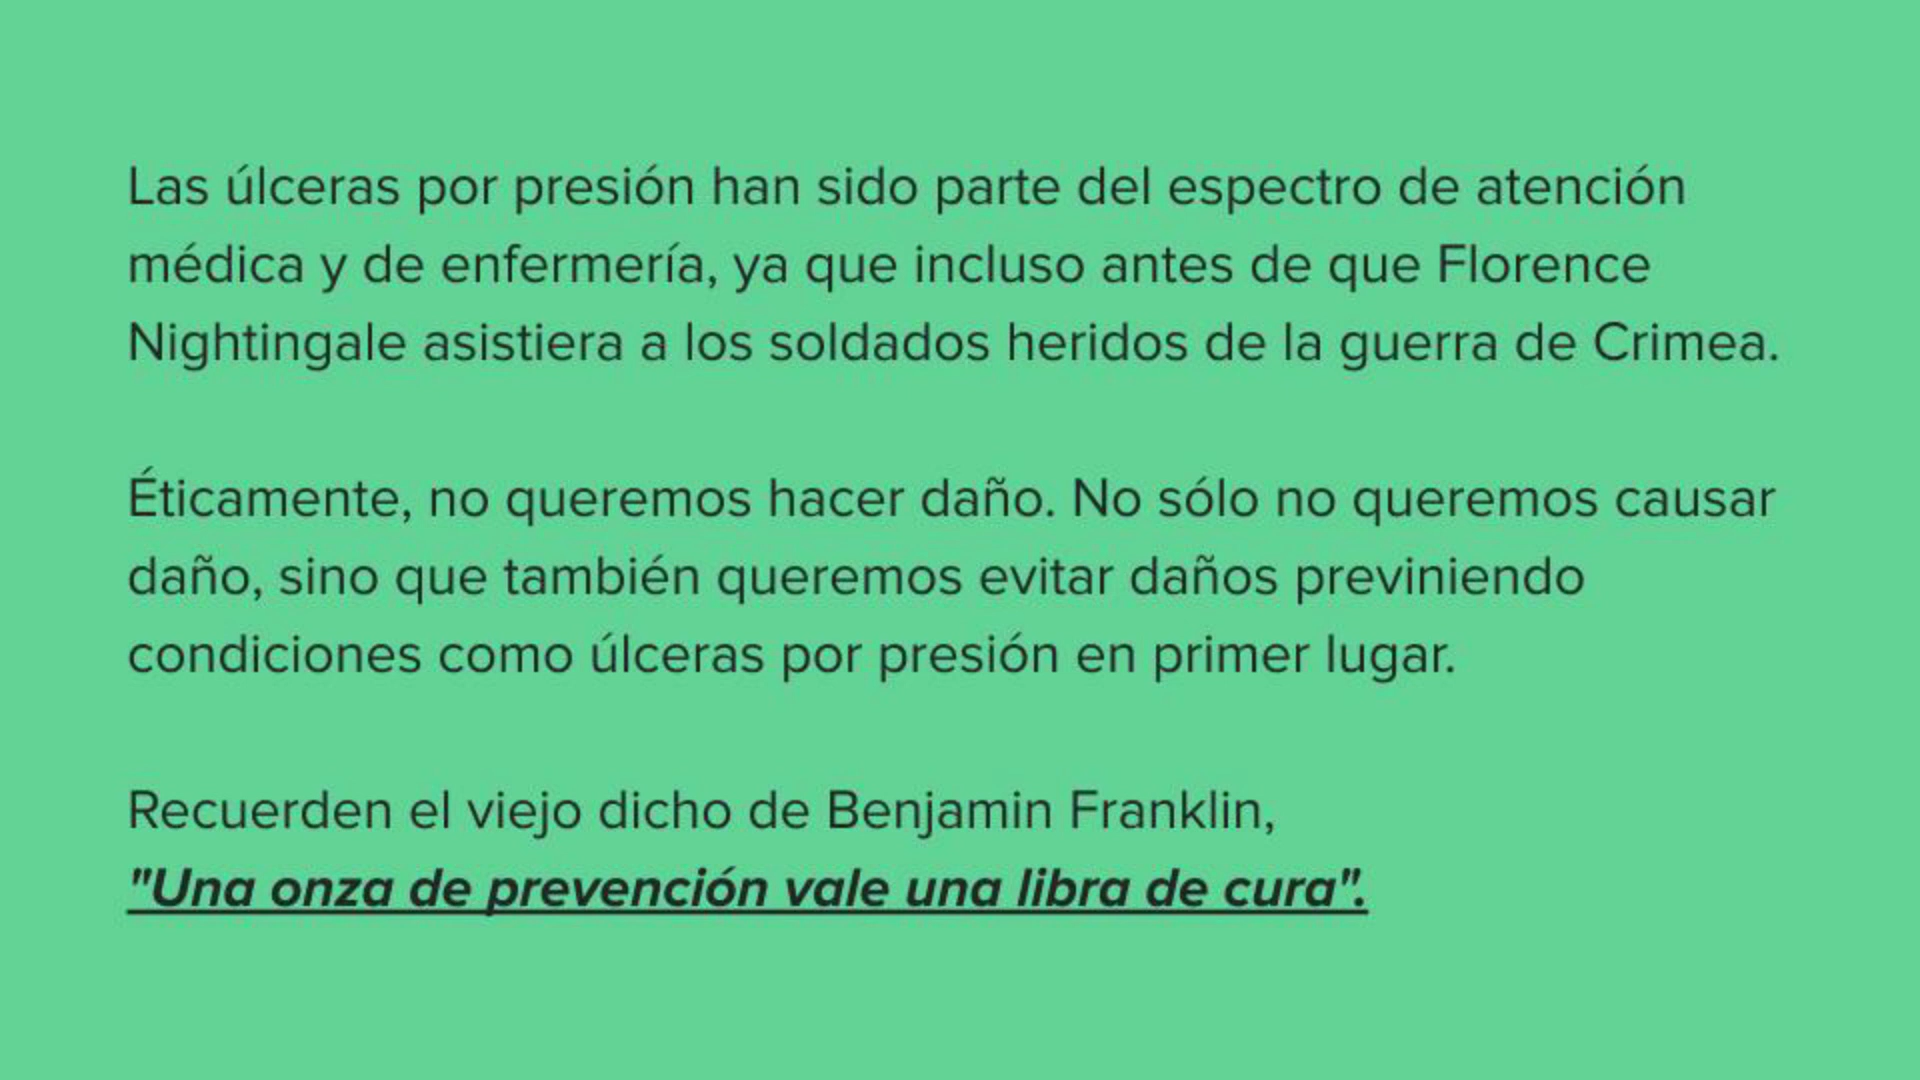 Las úlceras por presión han sido parte del espectro de atención
médica y de enfermería, ya que incluso antes de que Florence
Nightingale asistiera a los soldados heridos de la guerra de Crimea.
Éticamente, no queremos hacer daño. No sólo no queremos causar
daño, sino que también queremos evitar daños previniendo
condiciones como úlceras por presión en primer lugar.
Recuerden el viejo dicho de Benjamin Franklin,
"Una onza de prevención vale una libra de cura".